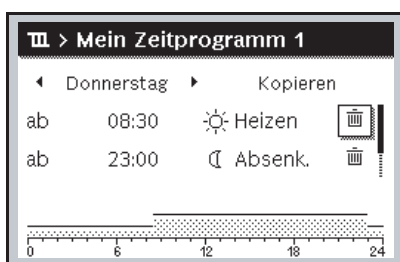 > Mein Zeitprogramm 1
Donnerstag Kopieren
ab 08:30 Heizen
ab 23:00 Absenk.
0 6 12 18 24